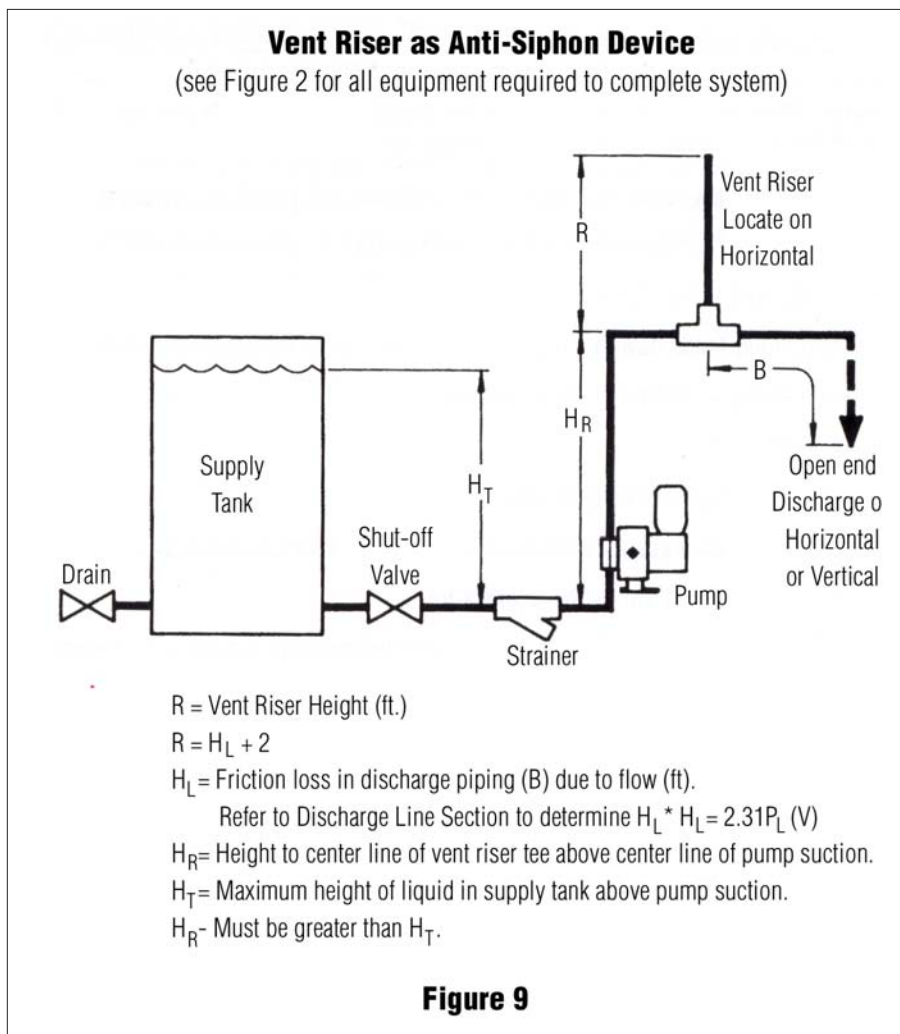 Vent Riser as Anti-Siphon Device
(see Figure 2 for all equipment required to complete system)
Vent Riser
Locate on
Horizontal
R
B
H_R
H_T
Supply
Tank
Open end
Discharge o
Horizontal
or Vertical
Shut-off
Valve
Drain
Pump
Strainer
R = Vent Riser Height (ft.)
R = H_L + 2
H_L = Friction loss in discharge piping (B) due to flow (ft).
Refer to Discharge Line Section to determine H_L * H_L = 2.31P_L (V)
H_R = Height to center line of vent riser tee above center line of pump suction.
H_T = Maximum height of liquid in supply tank above pump suction.
H_R - Must be greater than H_T.
Figure 9